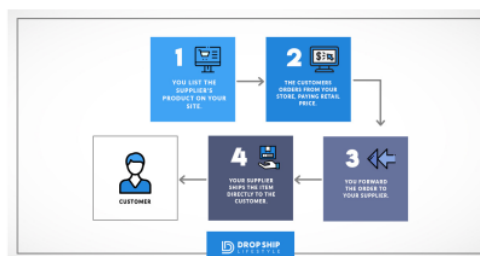 1
YOU LIST THE
SUPPLIER'S
PRODUCT ON YOUR
SITE.
2
THE CUSTOMERS
ORDERS FROM YOUR
STORE, PAYING RETAIL
PRICE.
3
YOU FORWARD
THE ORDER TO
YOUR SUPPLIER.
4
YOUR SUPPLIER
SHIPS THE ITEM
DIRECTLY TO THE
CUSTOMER.
CUSTOMER
DROP SHIP
LIFESTYLE